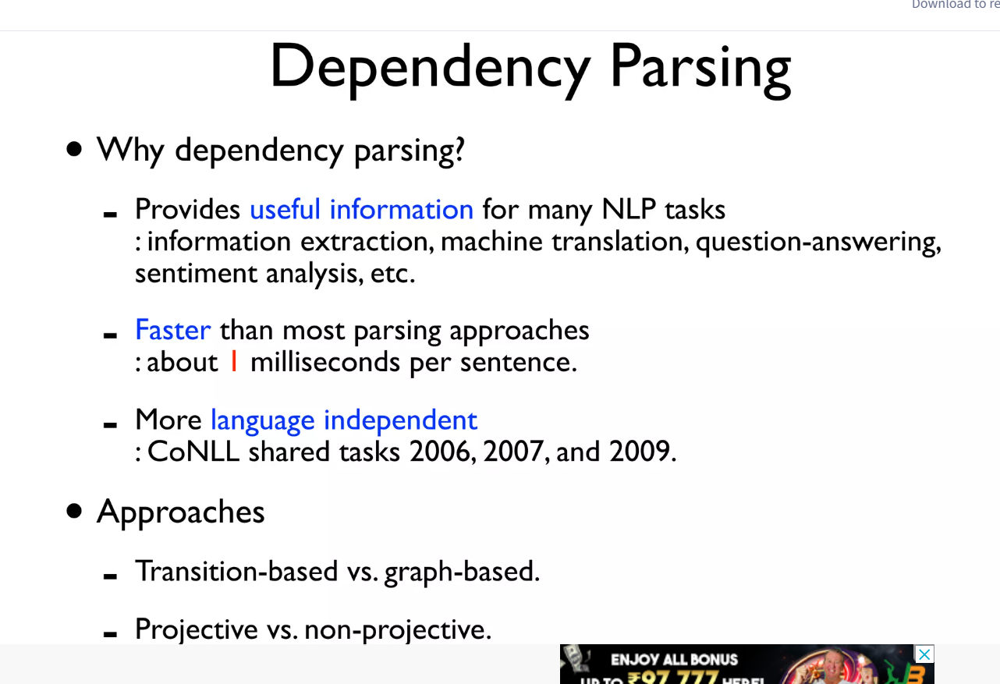 Download to re
Dependency Parsing
• Why dependency parsing?
- Provides useful information for many NLP tasks
: information extraction, machine translation, question-answering,
sentiment analysis, etc.
- Faster than most parsing approaches
: about 1 milliseconds per sentence.
- More language independent
: CoNLL shared tasks 2006, 2007, and 2009.
• Approaches
- Transition-based vs. graph-based.
- Projective vs. non-projective.
ENJOY ALL BONUS
UP TO ₹97,777 HERE!